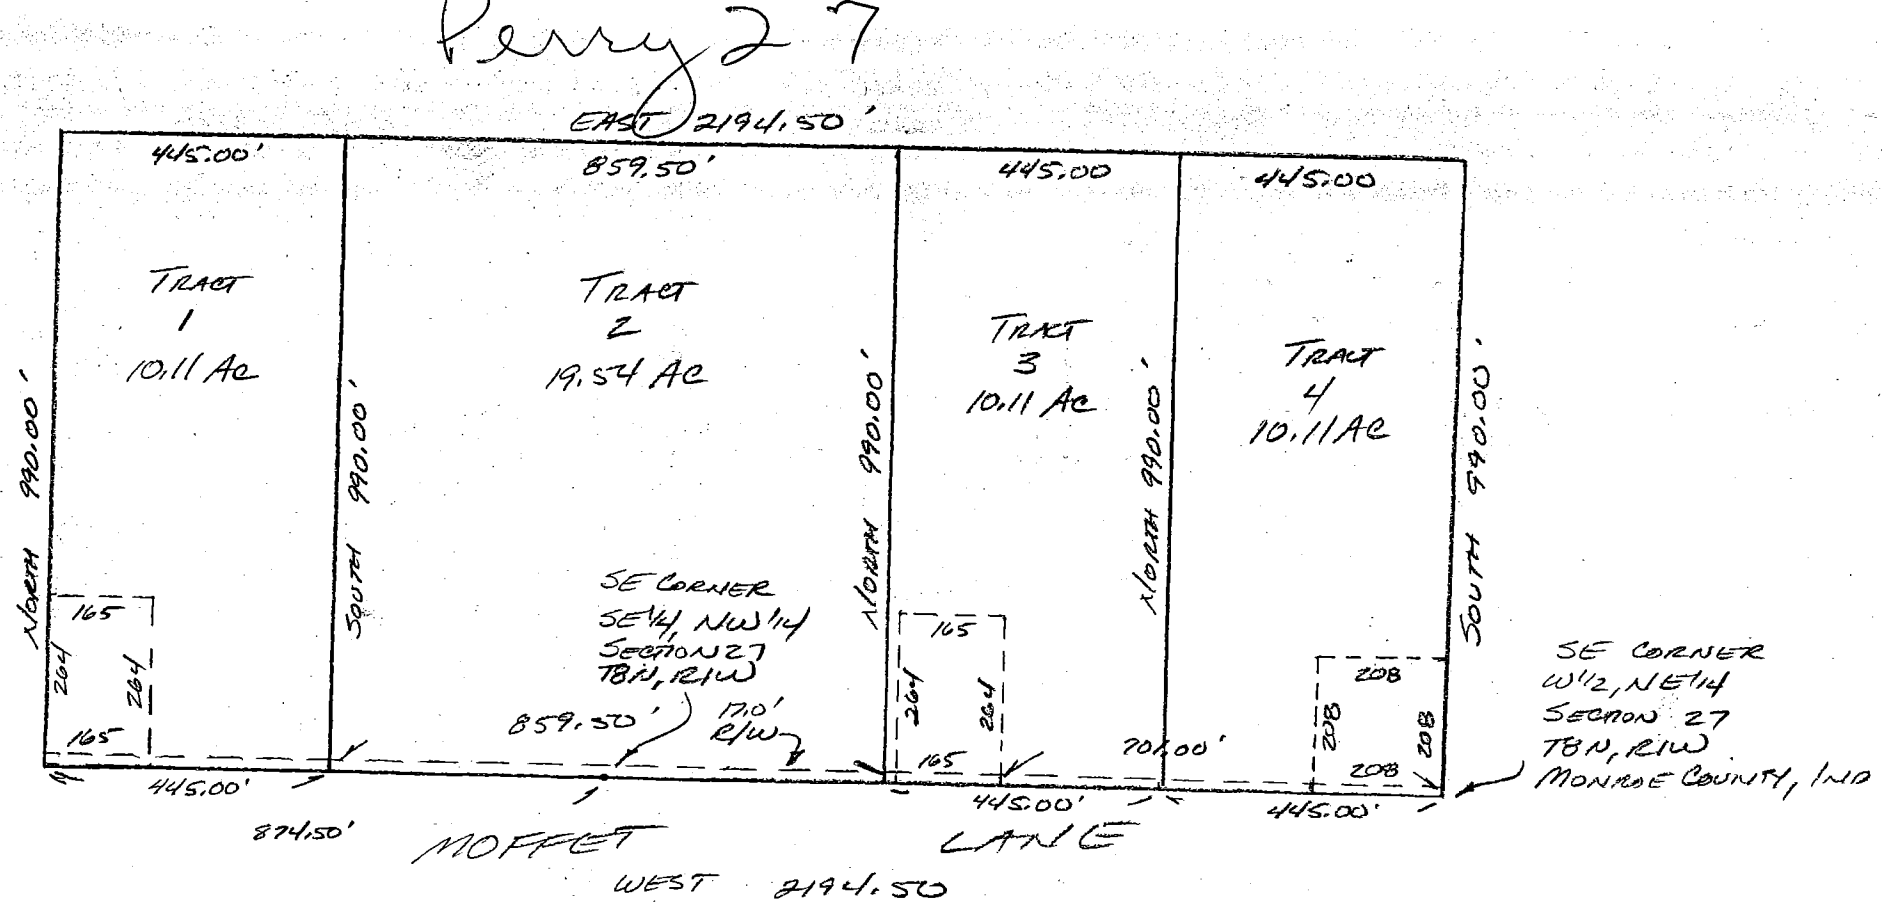 Perry 27
EAST 2194.50'
445.00'
859.50'
445.00
445.00
TRACT
1
10.11 AC
TRACT
2
19.54 AC
TRACT
3
10.11 AC
TRACT
4
10.11 AC
NORTH 990.00'
SOUTH 990.00'
NORTH 990.00'
NORTH 990.00'
SOUTH 990.00'
165
264
264
165
SE CORNER
SE 1/4, NW 1/4
SECTION 27
T8N, R1W
859.50'
17.0'
R/W
165
264
264
165
701.00'
208
208
208
208
SE CORNER
W 1/2, NE 1/4
SECTION 27
T8N, R1W
MONROE COUNTY, IND
445.00'
445.00'
445.00'
874.50'
MOFFET LANE
WEST 2194.50